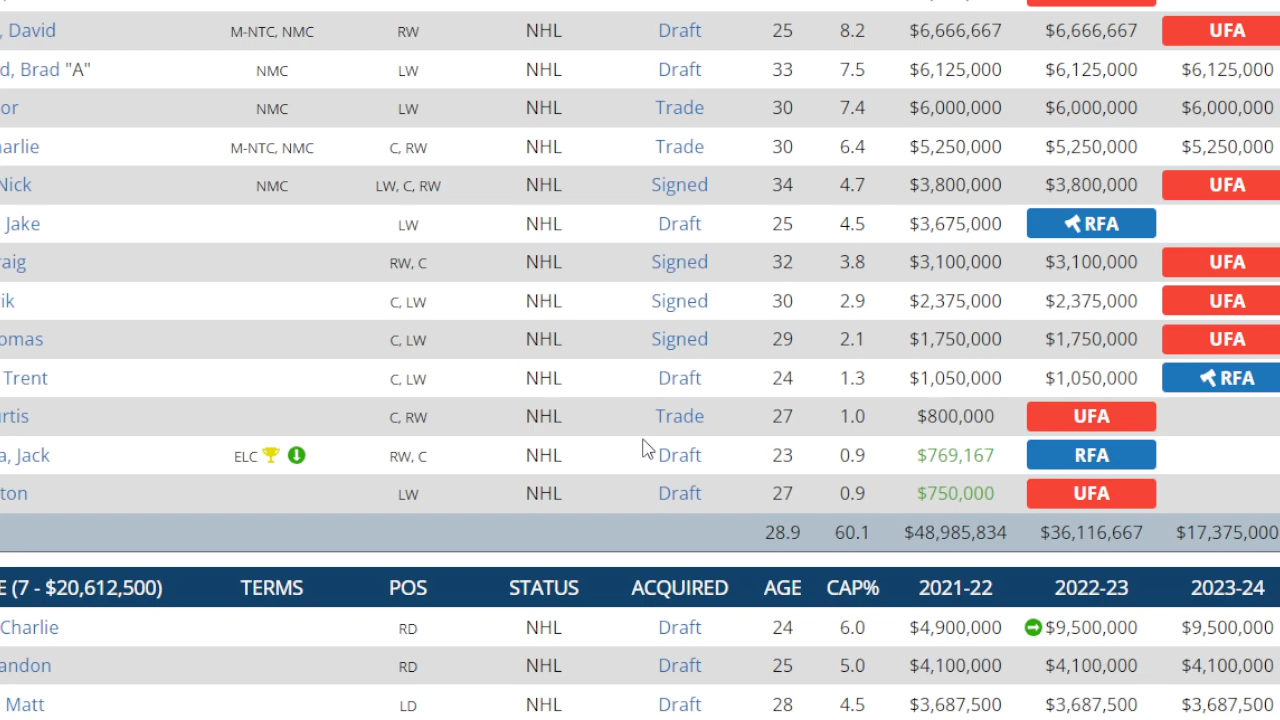 , David M-NTC, NMC RW NHL Draft 25 8.2 $6,666,667 $6,666,667 UFA
d, Brad "A" NMC LW NHL Draft 33 7.5 $6,125,000 $6,125,000 $6,125,000
or NMC LW NHL Trade 30 7.4 $6,000,000 $6,000,000 $6,000,000
arlie M-NTC, NMC C, RW NHL Trade 30 6.4 $5,250,000 $5,250,000 $5,250,000
Nick NMC LW, C, RW NHL Signed 34 4.7 $3,800,000 $3,800,000 UFA
Jake LW NHL Draft 25 4.5 $3,675,000 RFA
raig RW, C NHL Signed 32 3.8 $3,100,000 $3,100,000 UFA
ik C, LW NHL Signed 30 2.9 $2,375,000 $2,375,000 UFA
omas C, LW NHL Signed 29 2.1 $1,750,000 $1,750,000 UFA
Trent C, LW NHL Draft 24 1.3 $1,050,000 $1,050,000 RFA
urtis C, RW NHL Trade 27 1.0 $800,000 UFA
a, Jack ELC RW, C NHL Draft 23 0.9 $769,167 RFA
ton LW NHL Draft 27 0.9 $750,000 UFA
28.9 60.1 $48,985,834 $36,116,667 $17,375,000
E (7 - $20,612,500) TERMS POS STATUS ACQUIRED AGE CAP% 2021-22 2022-23 2023-24
Charlie RD NHL Draft 24 6.0 $4,900,000 $9,500,000 $9,500,000
andon RD NHL Draft 25 5.0 $4,100,000 $4,100,000 $4,100,000
Matt LD NHL Draft 28 4.5 $3,687,500 $3,687,500 $3,687,500